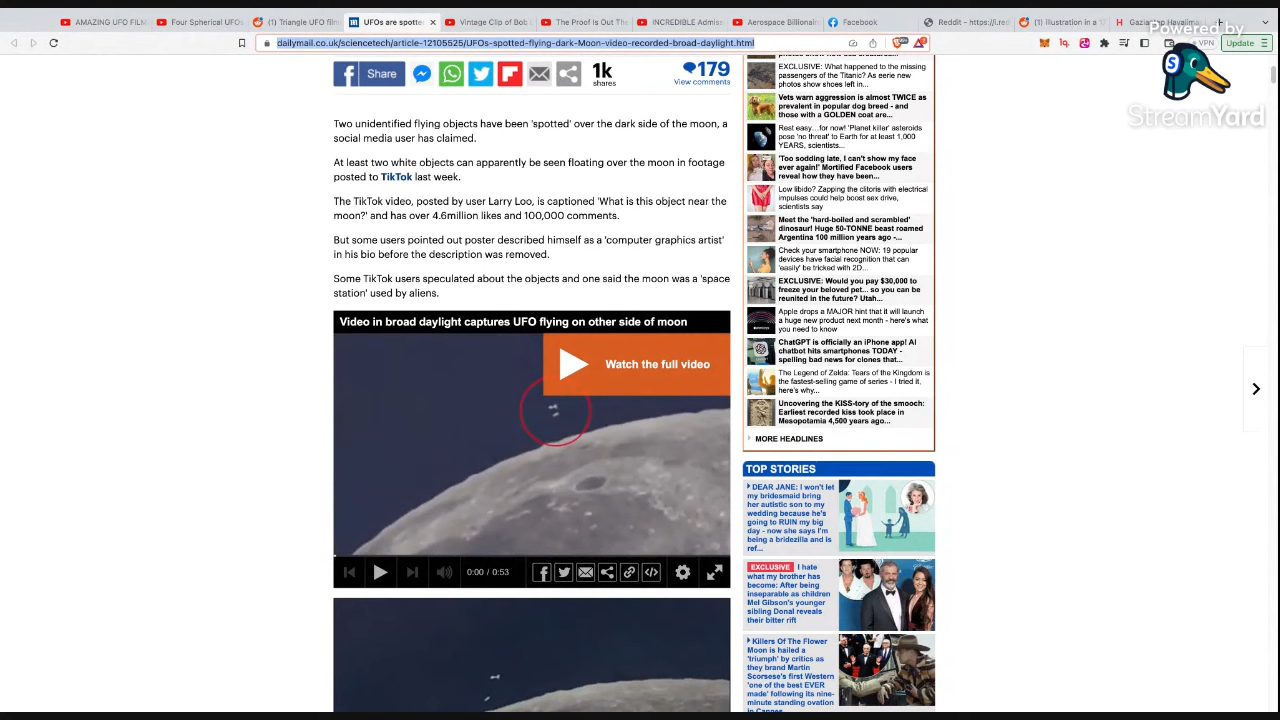 AMAZING UFO FILM
Four Spherical UFOs
(1) Triangle UFO film
UFOs are spotte
Vintage Clip of Bob L
The Proof Is Out The
INCREDIBLE Admiss
Aerospace Billionair
Facebook
Reddit - https://i.red
(1) illustration in a 'D
Gaziantep Havaliman
dailymail.co.uk/sciencetech/article-12105525/UFOs-spotted-flying-dark-Moon-video-recorded-broad-daylight.html
VPN
Update
Powered by
StreamYard
Share
1k
shares
179
View comments
Two unidentified flying objects have been 'spotted' over the dark side of the moon, a
social media user has claimed.
At least two white objects can apparently be seen floating over the moon in footage
posted to TikTok last week.
The TikTok video, posted by user Larry Loo, is captioned 'What is this object near the
moon?' and has over 4.6million likes and 100,000 comments.
But some users pointed out poster described himself as a 'computer graphics artist'
in his bio before the description was removed.
Some TikTok users speculated about the objects and one said the moon was a 'space
station' used by aliens.
Video in broad daylight captures UFO flying on other side of moon
Watch the full video
0:00 / 0:53
EXCLUSIVE: What happened to the missing
passengers of the Titanic? As eerie new
photos show shoes left in...
Vets warn aggression is almost TWICE as
prevalent in popular dog breed - and
those with a GOLDEN coat are...
Rest easy...for now! 'Planet killer' asteroids
pose 'no threat' to Earth for at least 1,000
YEARS, scientists...
'Too sodding late, I can't show my face
ever again!' Mortified Facebook users
reveal how they have been...
Low libido? Zapping the clitoris with electrical
impulses could help boost sex drive,
scientists say
Meet the 'hard-boiled and scrambled'
dinosaur! Huge 50-TONNE beast roamed
Argentina 100 million years ago -...
Check your smartphone NOW: 19 popular
devices have facial recognition that can
'easily' be tricked with 2D...
EXCLUSIVE: Would you pay $30,000 to
freeze your beloved pet... so you can be
reunited in the future? Utah...
Apple drops a MAJOR hint that it will launch
a huge new product next month - here's what
you need to know
ChatGPT is officially an iPhone app! AI
chatbot hits smartphones TODAY -
spelling bad news for clones that...
The Legend of Zelda: Tears of the Kingdom is
the fastest-selling game of series - I tried it,
here's why...
Uncovering the KISS-tory of the smooch:
Earliest recorded kiss took place in
Mesopotamia 4,500 years ago...
MORE HEADLINES
TOP STORIES
DEAR JANE: I won't let
my bridesmaid bring
her autistic son to my
wedding because he's
going to RUIN my big
day - now she says I'm
being a bridezilla and is
ref...
EXCLUSIVE I hate
what my brother has
become: After being
inseparable as children
Mel Gibson's younger
sibling Donal reveals
their bitter rift
Killers Of The Flower
Moon is hailed a
'triumph' by critics as
they brand Martin
Scorsese's first Western
'one of the best EVER
made' following its nine-
minute standing ovation
in Cannes